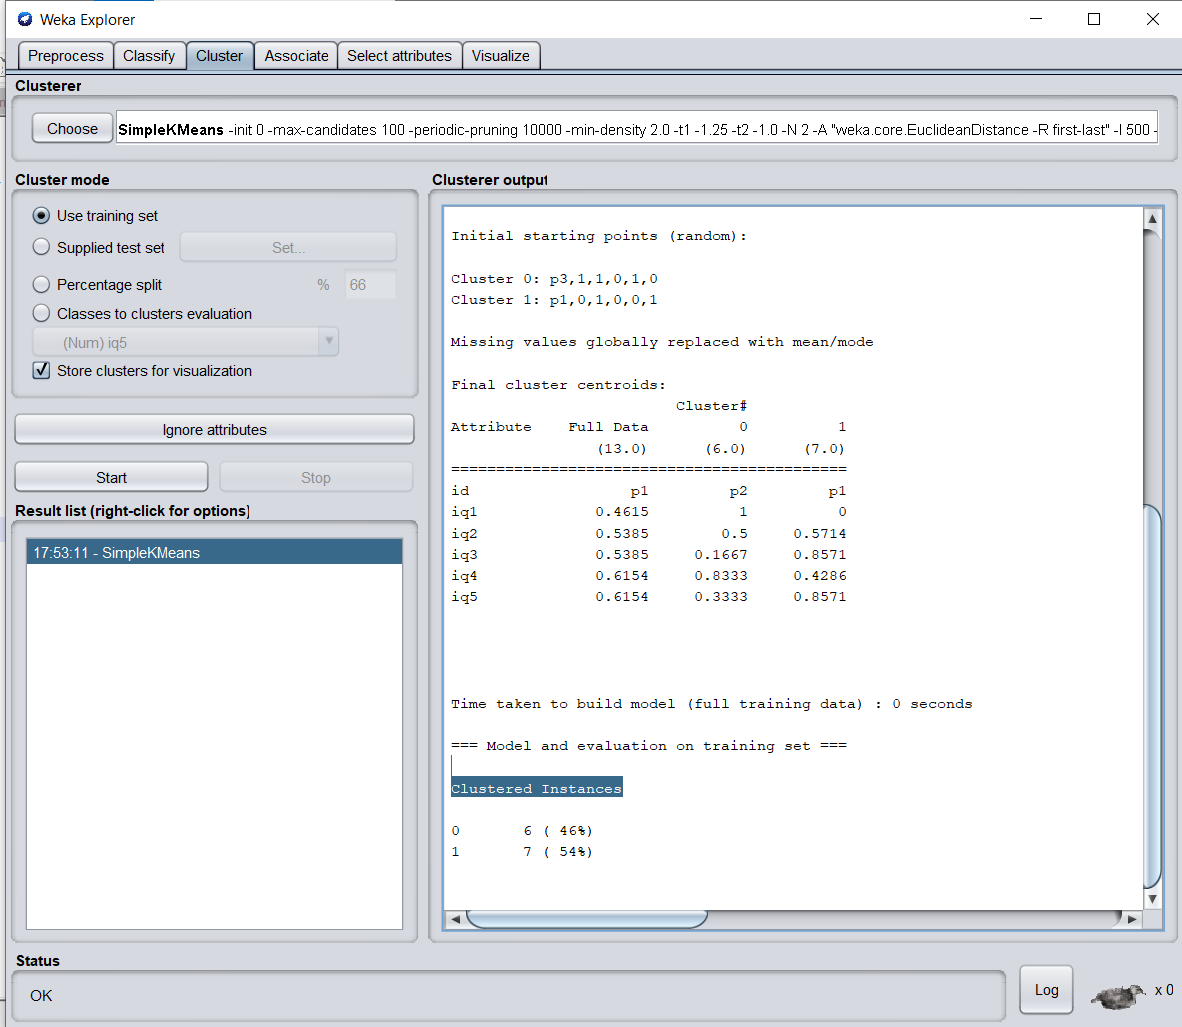 Weka Explorer
Preprocess Classify Cluster Associate Select attributes Visualize
Clusterer
Choose SimpleKMeans -init 0 -max-candidates 100 -periodic-pruning 10000 -min-density 2.0 -t1 -1.25 -t2 -1.0 -N 2 -A "weka.core.EuclideanDistance -R first-last" -I 500 -
Cluster mode
Use training set
Supplied test set Set...
Percentage split % 66
Classes to clusters evaluation
(Num) iq5
Store clusters for visualization
Ignore attributes
Start Stop
Result list (right-click for options)
17:53:11 - SimpleKMeans
Clusterer output
Initial starting points (random):
Cluster 0: p3,1,1,0,1,0
Cluster 1: p1,0,1,0,0,1
Missing values globally replaced with mean/mode
Final cluster centroids:
Cluster#
Attribute Full Data 0 1
(13.0) (6.0) (7.0)
============================================
id p1 p2 p1
iq1 0.4615 1 0
iq2 0.5385 0.5 0.5714
iq3 0.5385 0.1667 0.8571
iq4 0.6154 0.8333 0.4286
iq5 0.6154 0.3333 0.8571
Time taken to build model (full training data) : 0 seconds
=== Model and evaluation on training set ===
Clustered Instances
0 6 ( 46%)
1 7 ( 54%)
Status
OK
Log
x 0